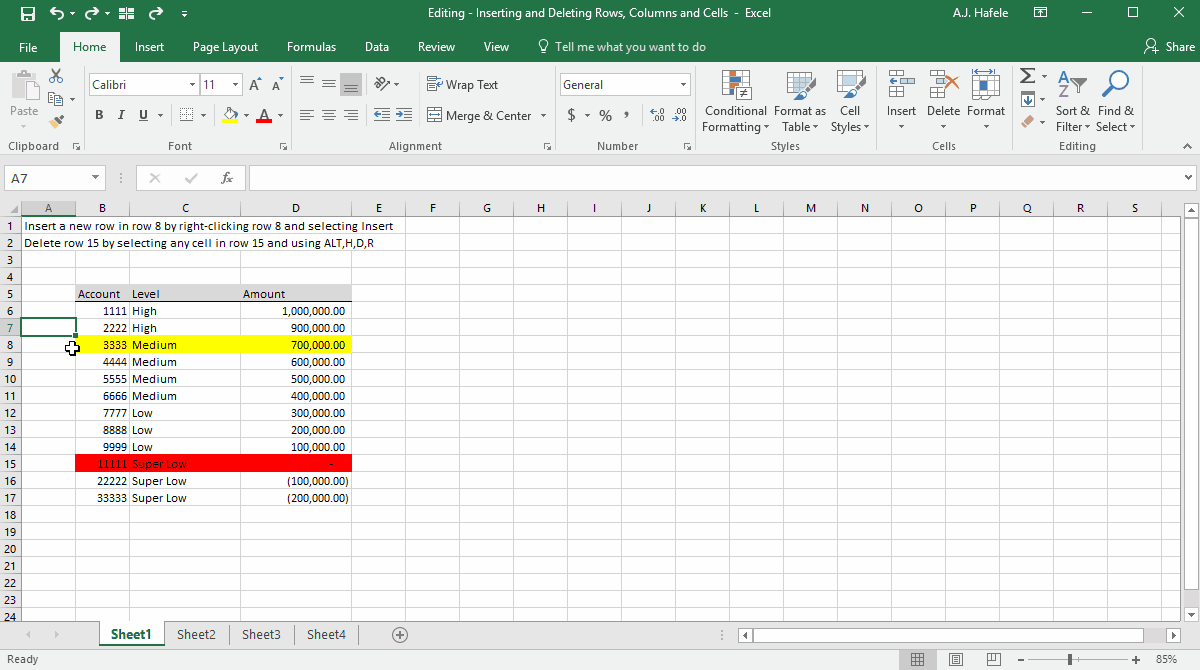 Editing - Inserting and Deleting Rows, Columns and Cells - Excel
A.J. Hafele
File Home Insert Page Layout Formulas Data Review View Tell me what you want to do Share
Calibri 11 A A Wrap Text General
Paste B I U A Merge & Center $ % , Conditional Formatting Format as Table Cell Styles Insert Delete Format Sort & Filter Find & Select
Clipboard Font Alignment Number Styles Cells Editing
A7 fx
A B C D E F G H I J K L M N O P Q R S
1 Insert a new row in row 8 by right-clicking row 8 and selecting Insert
2 Delete row 15 by selecting any cell in row 15 and using ALT,H,D,R
3
4
5 Account Level Amount
6 1111 High 1,000,000.00
7 2222 High 900,000.00
8 3333 Medium 700,000.00
9 4444 Medium 600,000.00
10 5555 Medium 500,000.00
11 6666 Medium 400,000.00
12 7777 Low 300,000.00
13 8888 Low 200,000.00
14 9999 Low 100,000.00
15 11111 Super Low -
16 22222 Super Low (100,000.00)
17 33333 Super Low (200,000.00)
18
19
20
21
22
23
24
Sheet1 Sheet2 Sheet3 Sheet4
Ready 85%